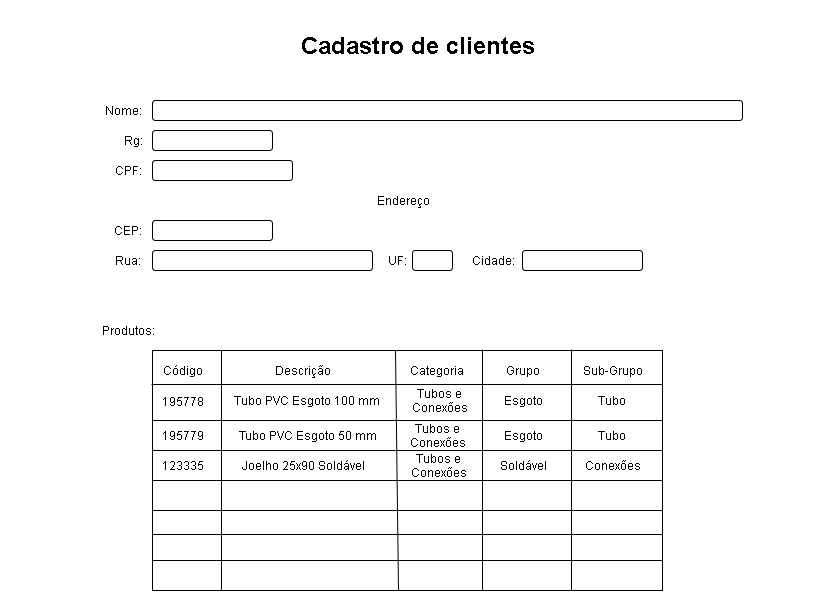 Cadastro de clientes
Nome:
Rg:
CPF:
Endereço
CEP:
Rua: UF: Cidade:
Produtos:
Código Descrição Categoria Grupo Sub-Grupo
195778 Tubo PVC Esgoto 100 mm Tubos e Conexões Esgoto Tubo
195779 Tubo PVC Esgoto 50 mm Tubos e Conexões Esgoto Tubo
123335 Joelho 25x90 Soldável Tubos e Conexões Soldável Conexões